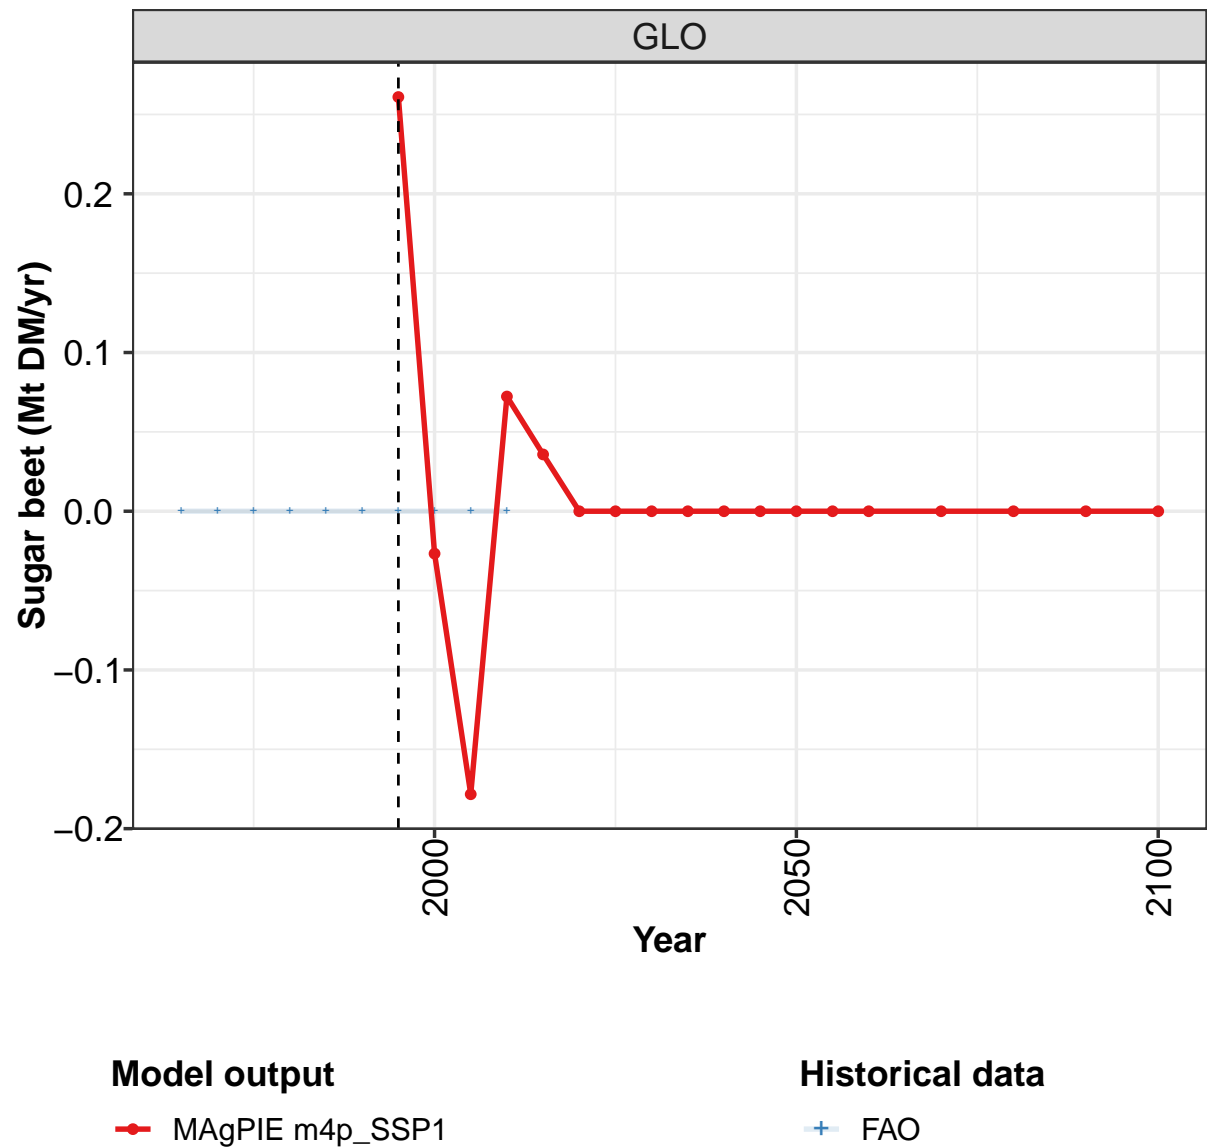 GLO
Sugar beet (Mt DM/yr)
0.2
0.1
0.0
−0.1
−0.2
2000
2050
2100
Year
Model output
MAgPIE m4p_SSP1
Historical data
FAO